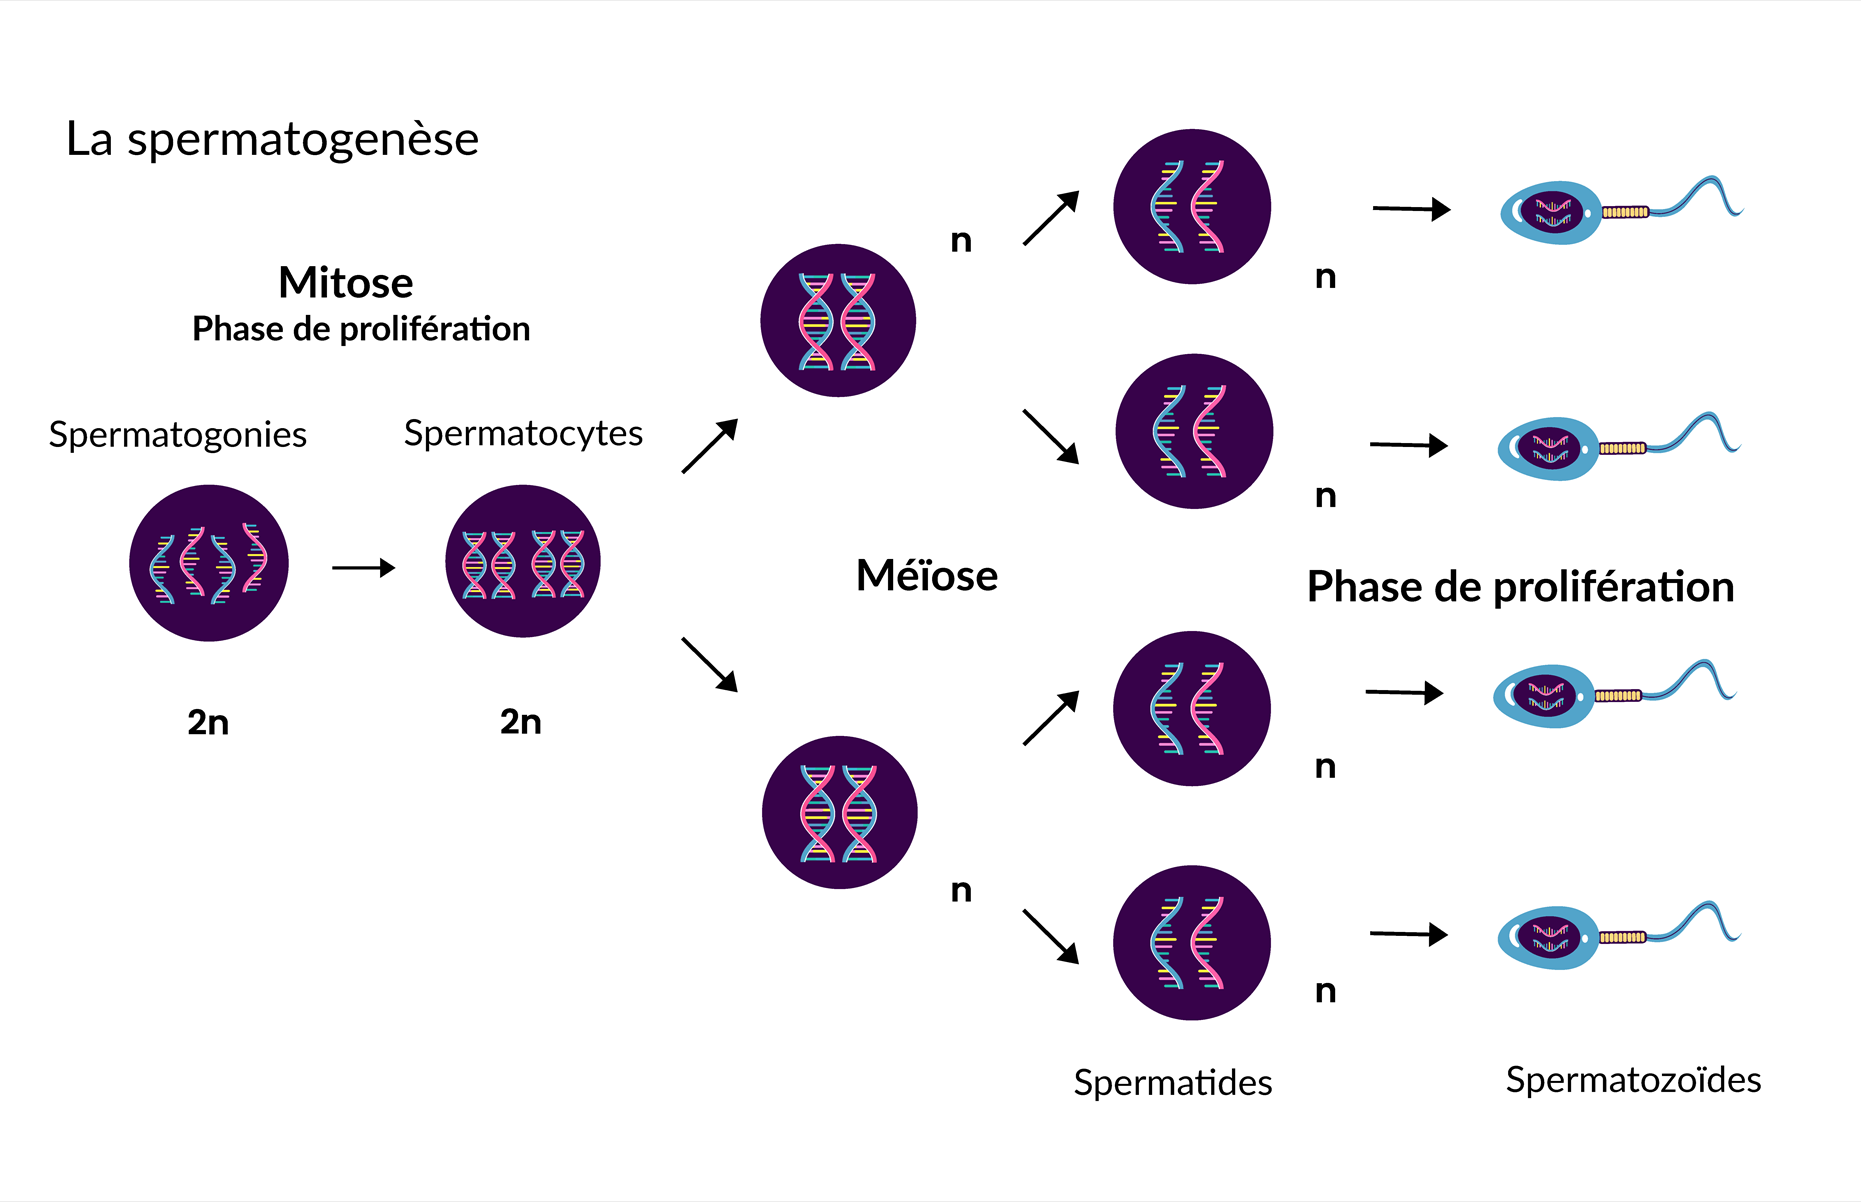 La spermatogenèse
Mitose
Phase de prolifération
Spermatogonies
Spermatocytes
2n
2n
n
n
Méïose
n
n
n
n
Phase de prolifération
Spermatides
Spermatozoïdes